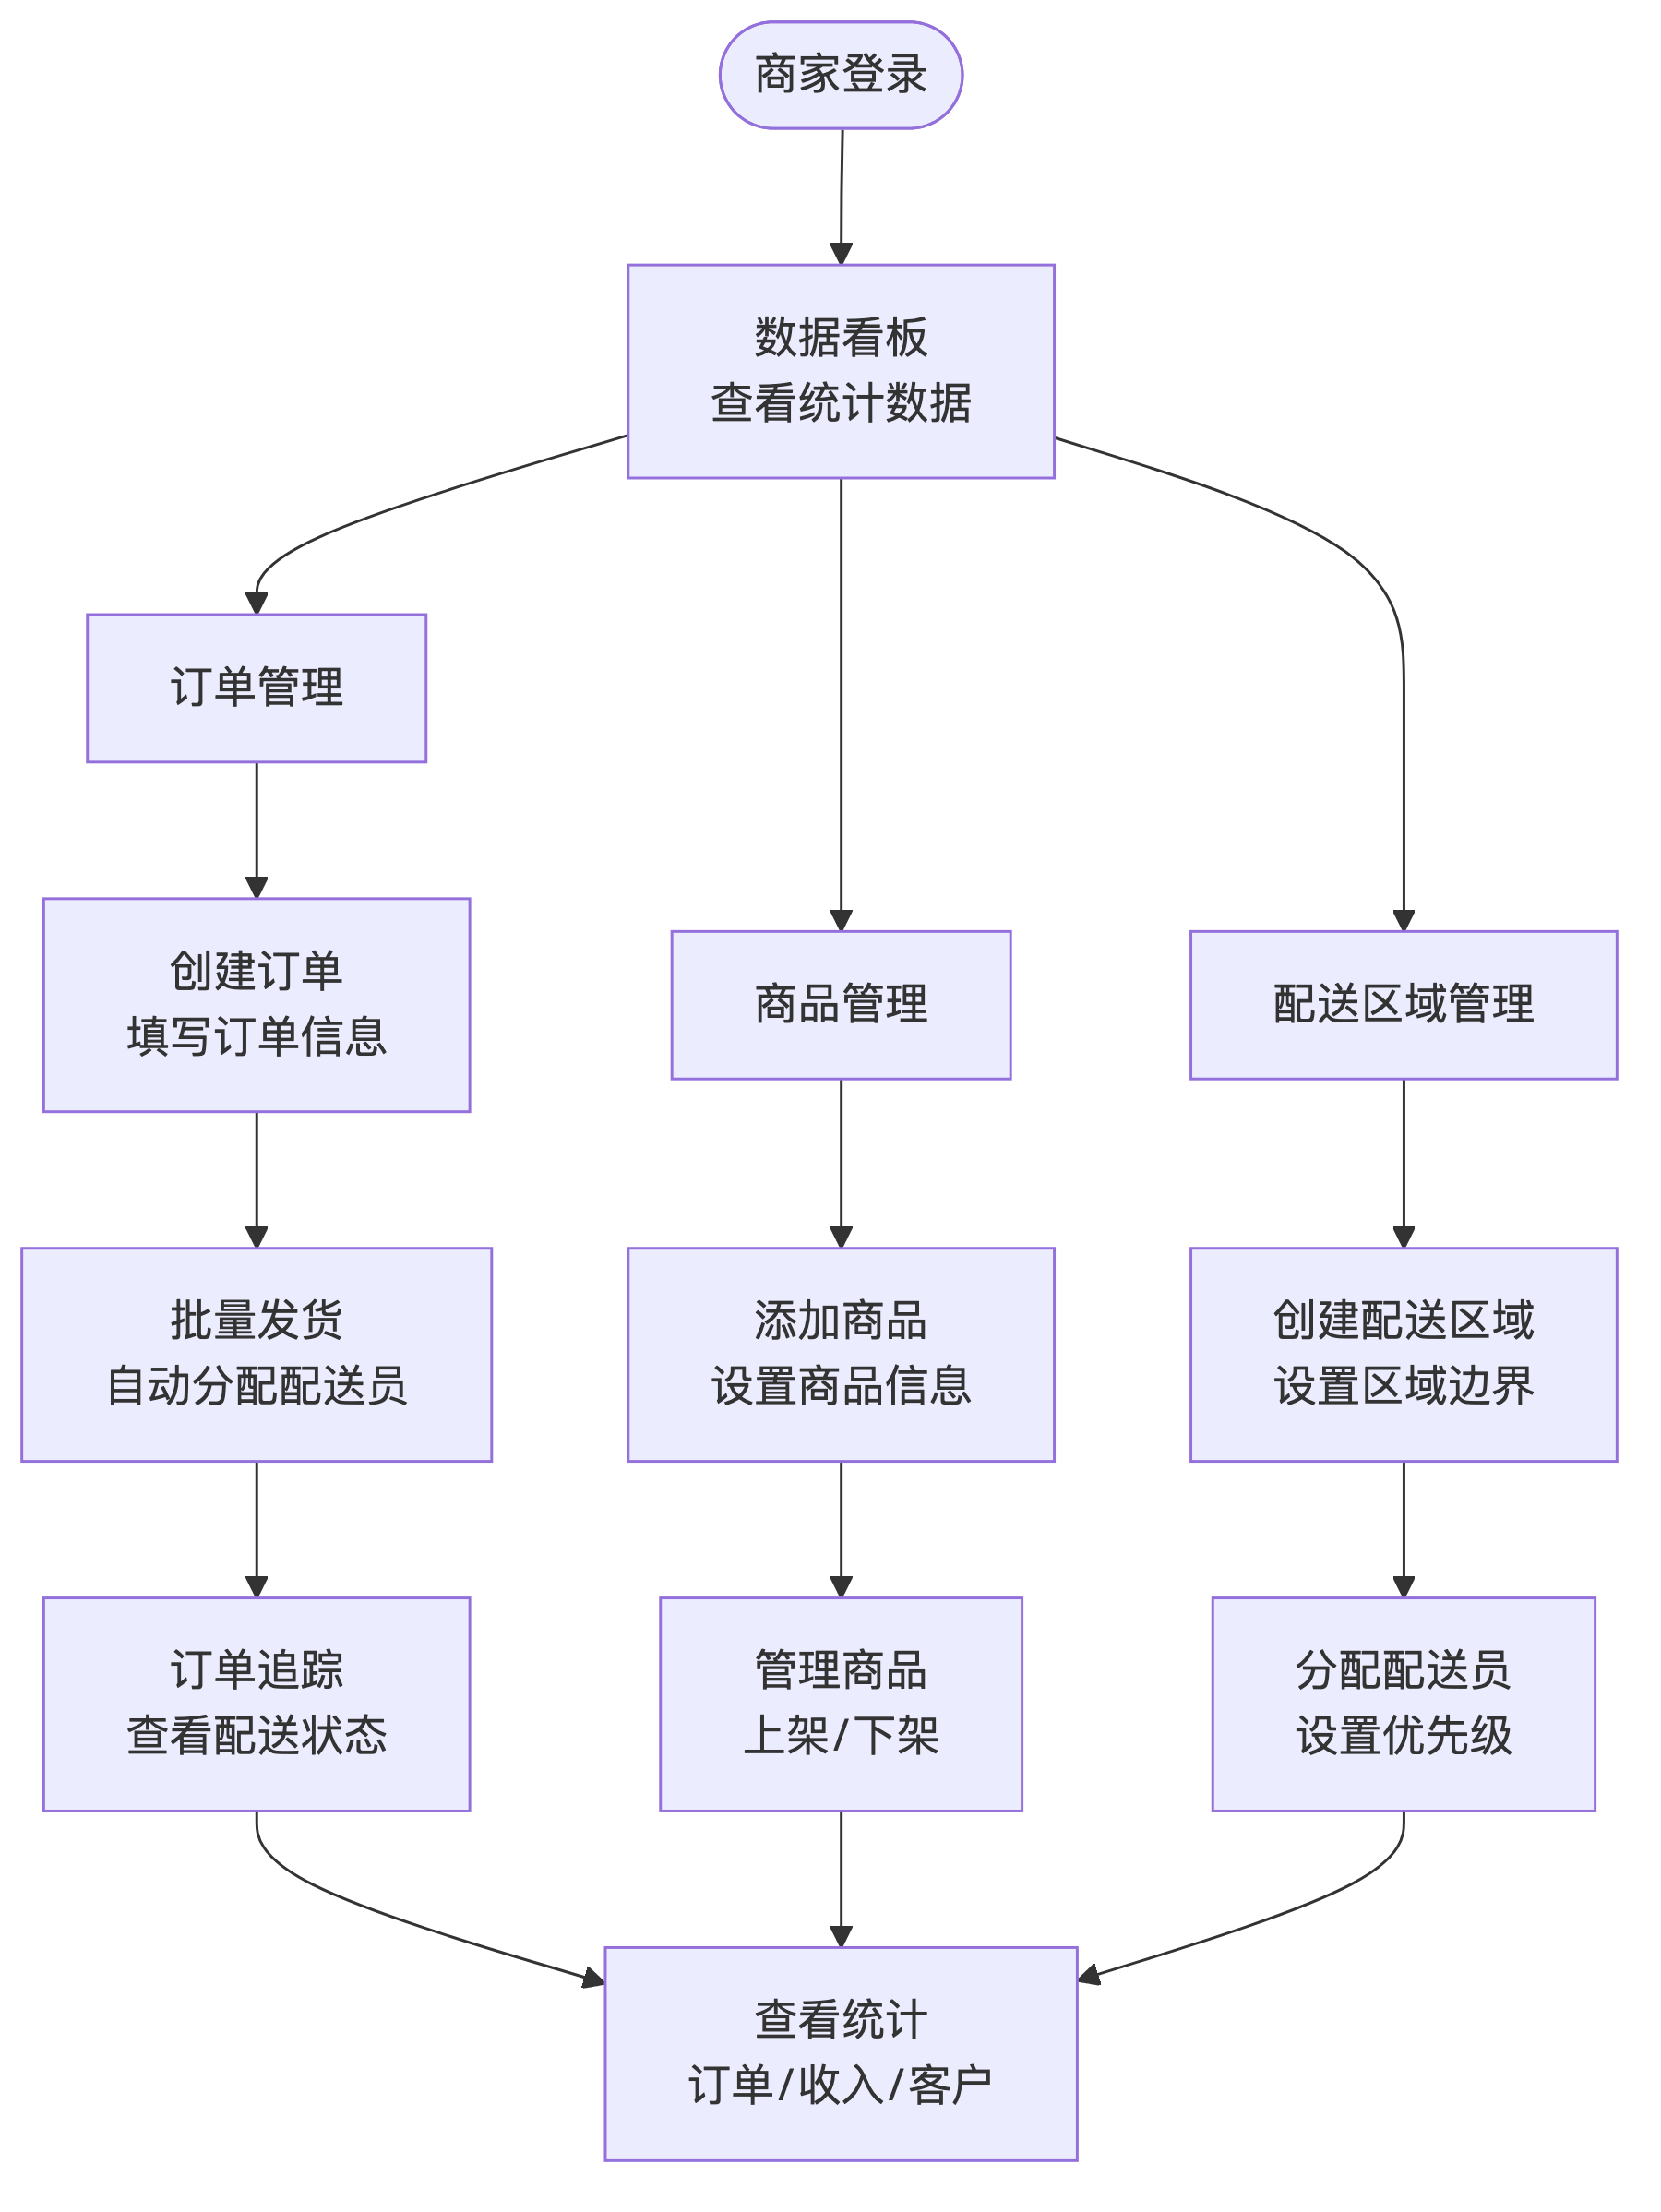 商家登录
数据看板
查看统计数据
订单管理
创建订单
填写订单信息
商品管理
配送区域管理
批量发货
自动分配配送员
添加商品
设置商品信息
创建配送区域
设置区域边界
订单追踪
查看配送状态
管理商品
上架/下架
分配配送员
设置优先级
查看统计
订单/收入/客户